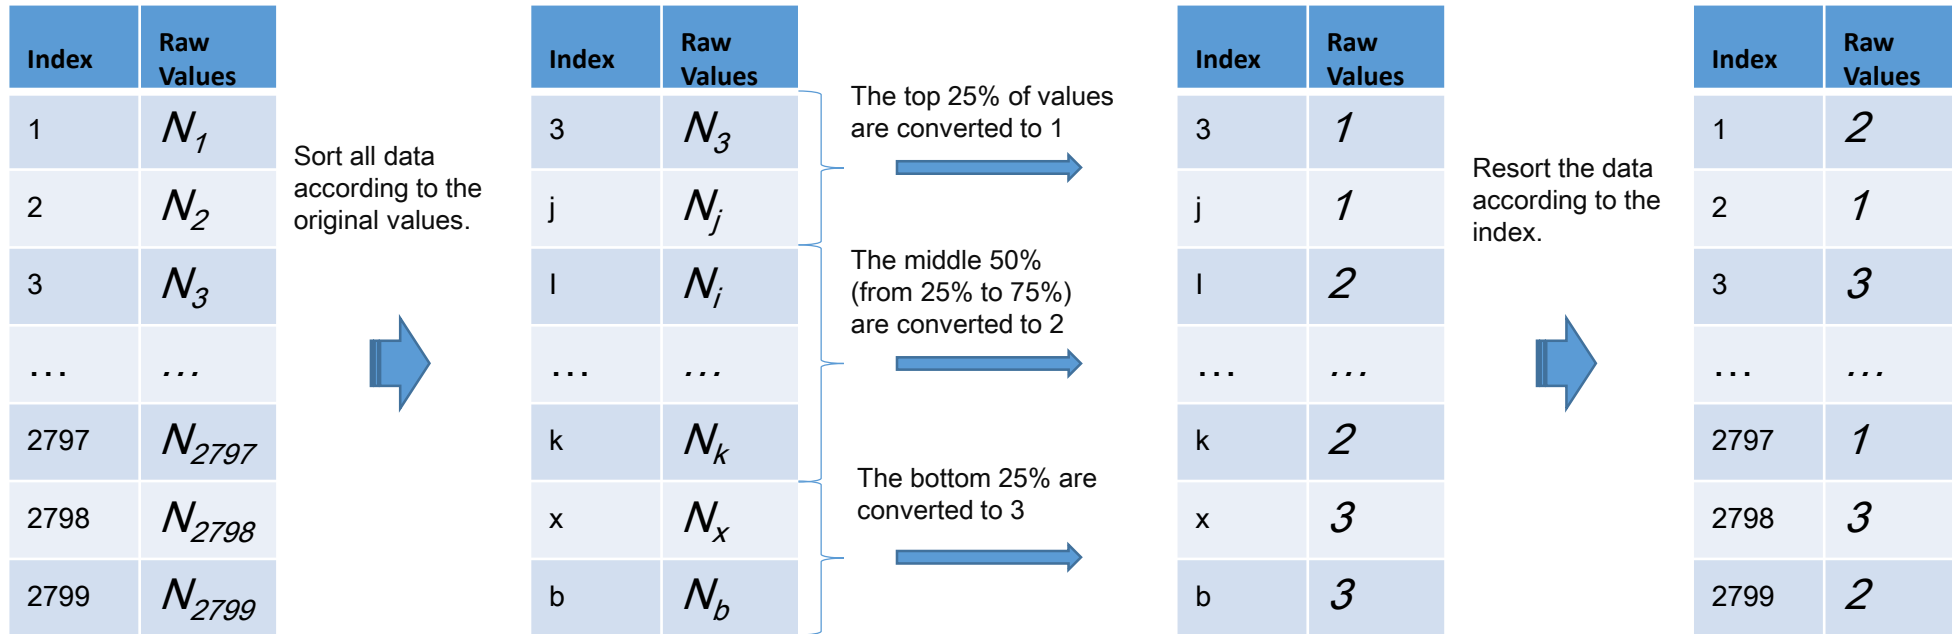 Index Raw Values
1 N1
2 N2
3 N3
... ...
2797 N2797
2798 N2798
2799 N2799
Sort all data
according to the
original values.
Index Raw Values
3 N3
j Nj
l Ni
... ...
k Nk
x Nx
b Nb
The top 25% of values
are converted to 1
The middle 50%
(from 25% to 75%)
are converted to 2
The bottom 25% are
converted to 3
Index Raw Values
3 1
j 1
l 2
... ...
k 2
x 3
b 3
Resort the data
according to the
index.
Index Raw Values
1 2
2 1
3 3
... ...
2797 1
2798 3
2799 2